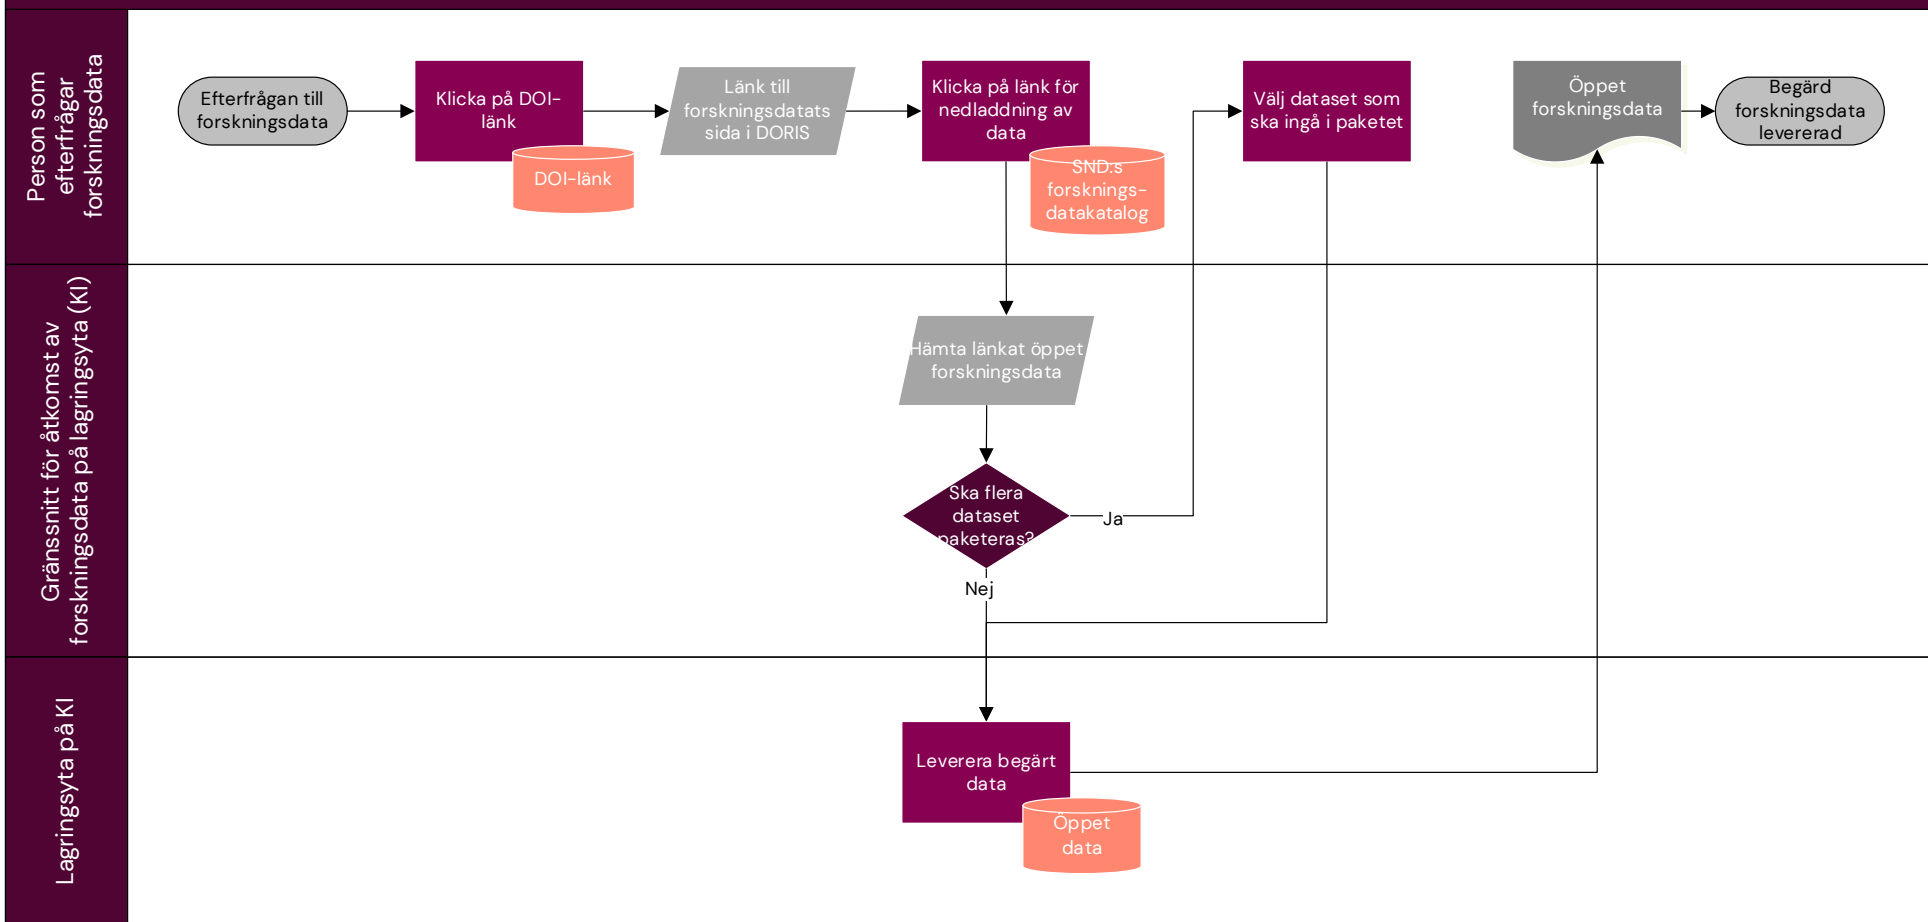 Person som
efterfrågar
forskningsdata
Efterfrågan till
forskningsdata
Klicka på DOI-
länk
DOI-länk
Länk till
forskningsdatats
sida i DORIS
Klicka på länk för
nedladdning av
data
SND:s
forsknings-
datakatalog
Välj dataset som
ska ingå i paketet
Öppet
forskningsdata
Begärd
forskningsdata
levererad
Gränssnitt för åtkomst av
forskningsdata på lagringsyta (KI)
Hämta länkat öppet
forskningsdata
Ska flera
dataset
paketeras?
Ja
Nej
Lagringsyta på KI
Leverera begärt
data
Öppet
data